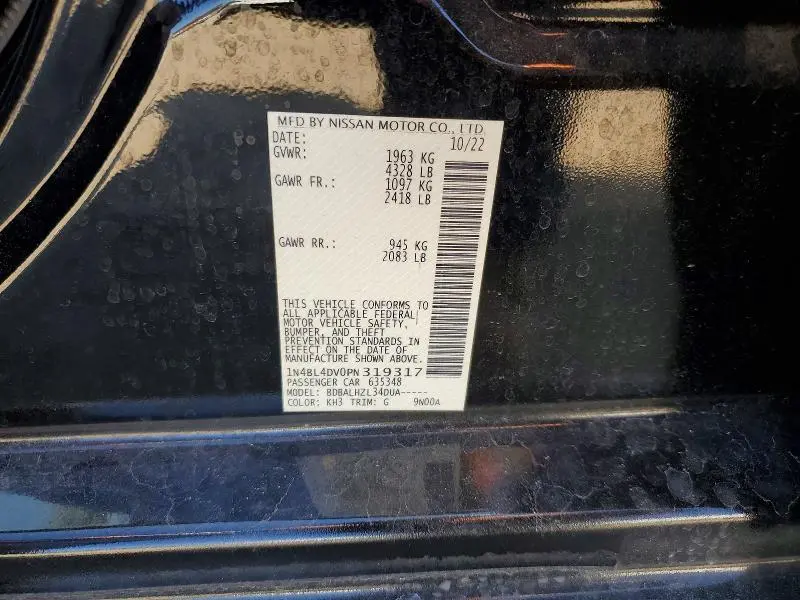 MFD BY NISSAN MOTOR CO., LTD.
DATE: 10/22
GVWR: 1963 KG
4328 LB
GAWR FR.: 1097 KG
2418 LB
GAWR RR.: 945 KG
2083 LB
THIS VEHICLE CONFORMS TO
ALL APPLICABLE FEDERAL
MOTOR VEHICLE SAFETY,
BUMPER, AND THEFT
PREVENTION STANDARDS IN
EFFECT ON THE DATE OF
MANUFACTURE SHOWN ABOVE.
1N4BL4DV0PN319317
PASSENGER CAR 635348
MODEL: BDBALHZL34DUA-----
COLOR: KH3 TRIM: G 9N00A